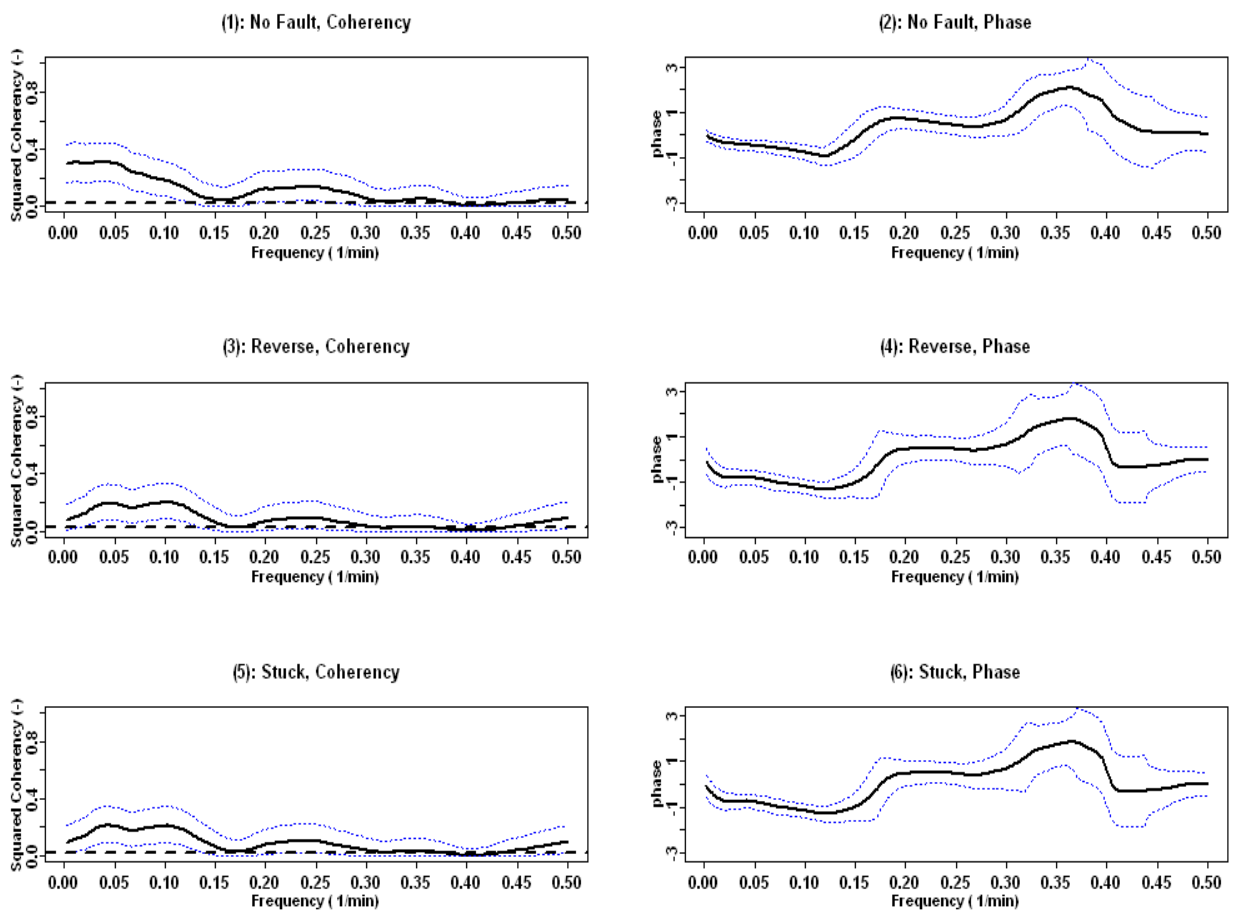 (1): No Fault, Coherency
Squared Coherency (-)
0.0 0.4 0.8
0.00 0.05 0.10 0.15 0.20 0.25 0.30 0.35 0.40 0.45 0.50
Frequency ( 1/min)
(2): No Fault, Phase
phase
-3 -1 1 3
0.00 0.05 0.10 0.15 0.20 0.25 0.30 0.35 0.40 0.45 0.50
Frequency ( 1/min)
(3): Reverse, Coherency
Squared Coherency (-)
0.0 0.4 0.8
0.00 0.05 0.10 0.15 0.20 0.25 0.30 0.35 0.40 0.45 0.50
Frequency ( 1/min)
(4): Reverse, Phase
phase
-3 -1 1 3
0.00 0.05 0.10 0.15 0.20 0.25 0.30 0.35 0.40 0.45 0.50
Frequency ( 1/min)
(5): Stuck, Coherency
Squared Coherency (-)
0.0 0.4 0.8
0.00 0.05 0.10 0.15 0.20 0.25 0.30 0.35 0.40 0.45 0.50
Frequency ( 1/min)
(6): Stuck, Phase
phase
-3 -1 1 3
0.00 0.05 0.10 0.15 0.20 0.25 0.30 0.35 0.40 0.45 0.50
Frequency ( 1/min)